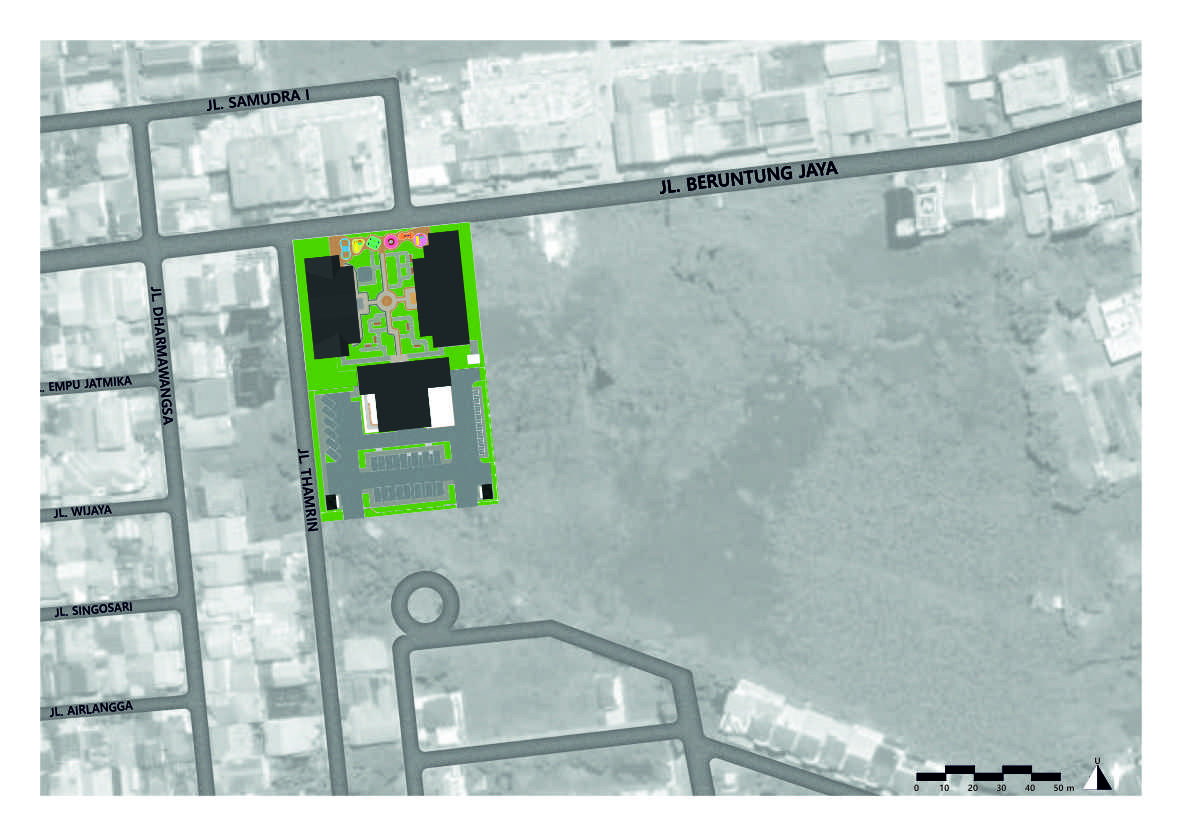 JL. SAMUDRA I
JL. BERUNTUNG JAYA
JL. DHARMAWANGSA
L. EMPU JATMIKA
JL. THAMRIN
JL. WIJAYA
JL. SINGOSARI
JL. AIRLANGGA
U
0 10 20 30 40 50 m